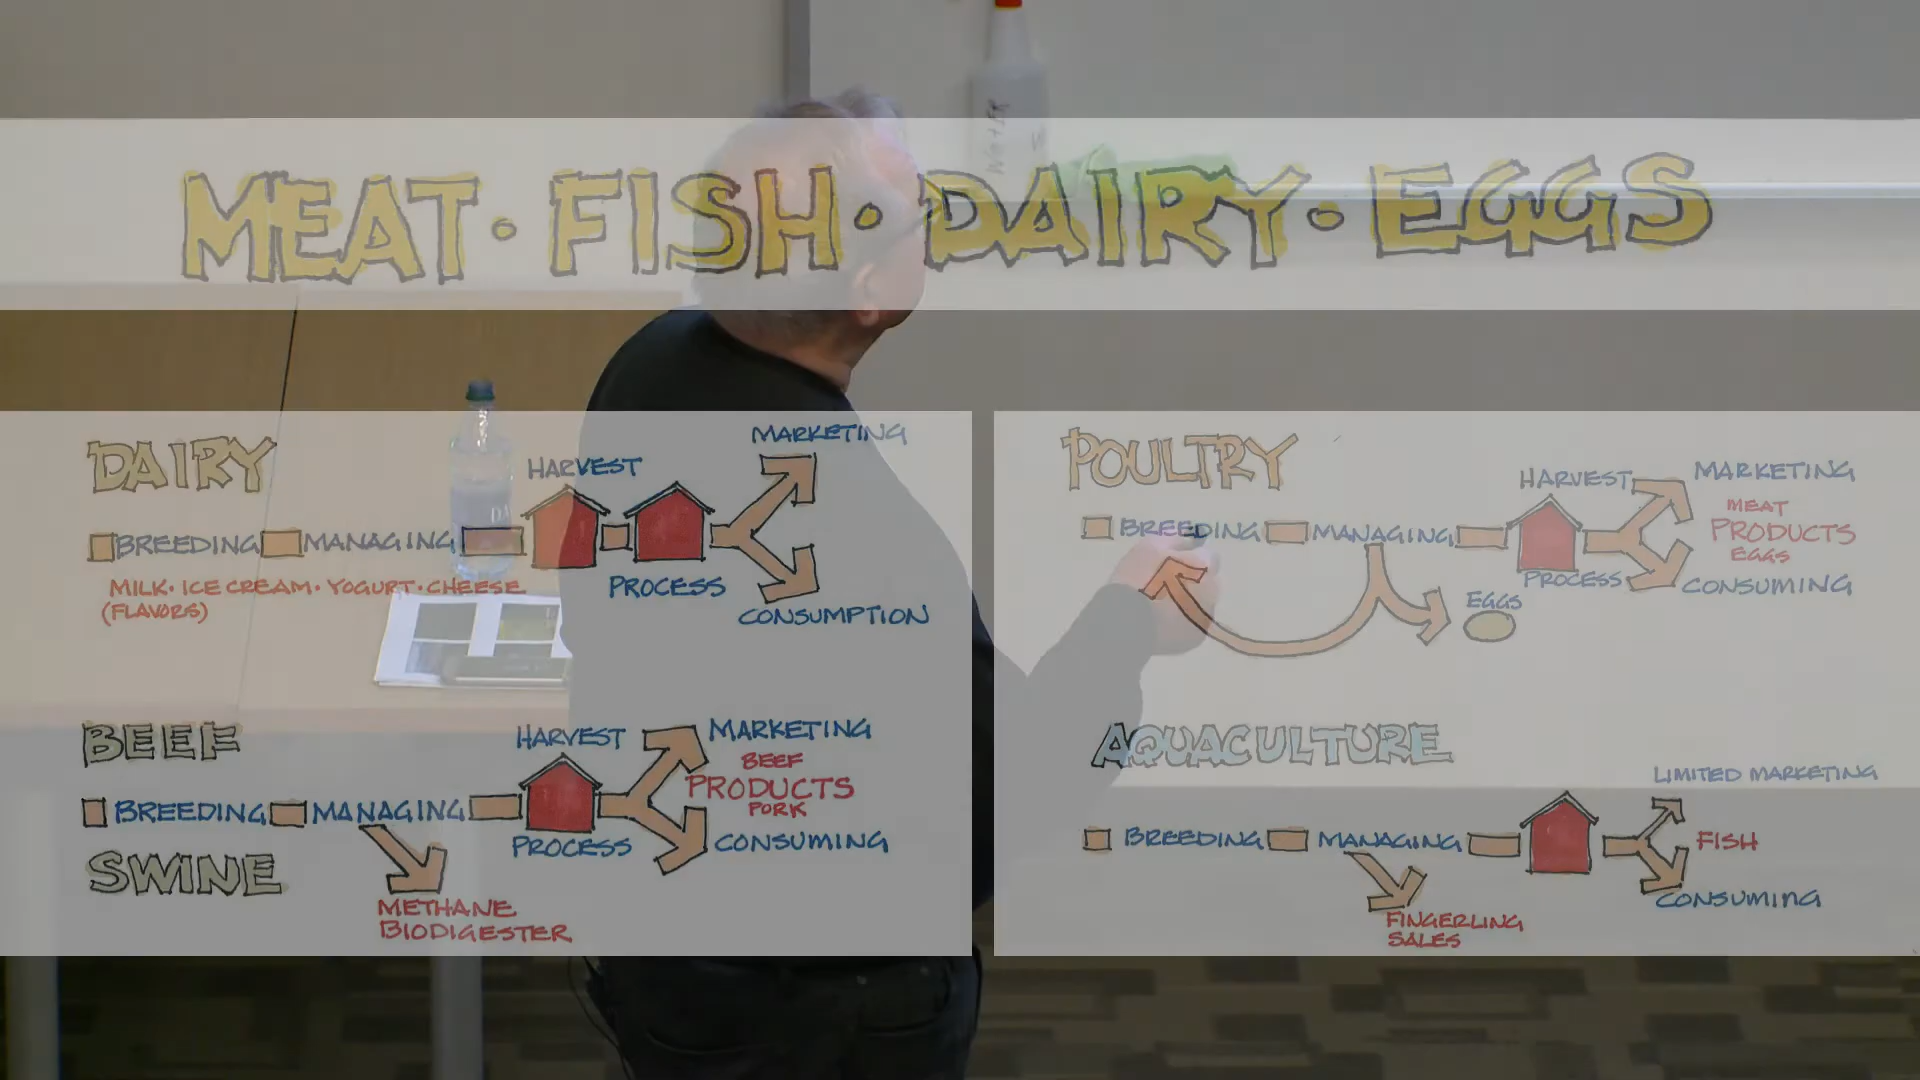 WATER
MEAT · FISH · DAIRY · EGGS
DAIRY
BREEDING
MANAGING
HARVEST
PROCESS
MARKETING
CONSUMPTION
MILK · ICE CREAM · YOGURT · CHEESE
(FLAVORS)
BEEF
SWINE
BREEDING
MANAGING
HARVEST
PROCESS
MARKETING
BEEF
PRODUCTS
PORK
CONSUMING
METHANE
BIODIGESTER
POULTRY
BREEDING
MANAGING
HARVEST
PROCESS
MARKETING
MEAT
PRODUCTS
EGGS
CONSUMING
EGGS
AQUACULTURE
BREEDING
MANAGING
LIMITED MARKETING
FISH
CONSUMING
FINGERLING
SALES